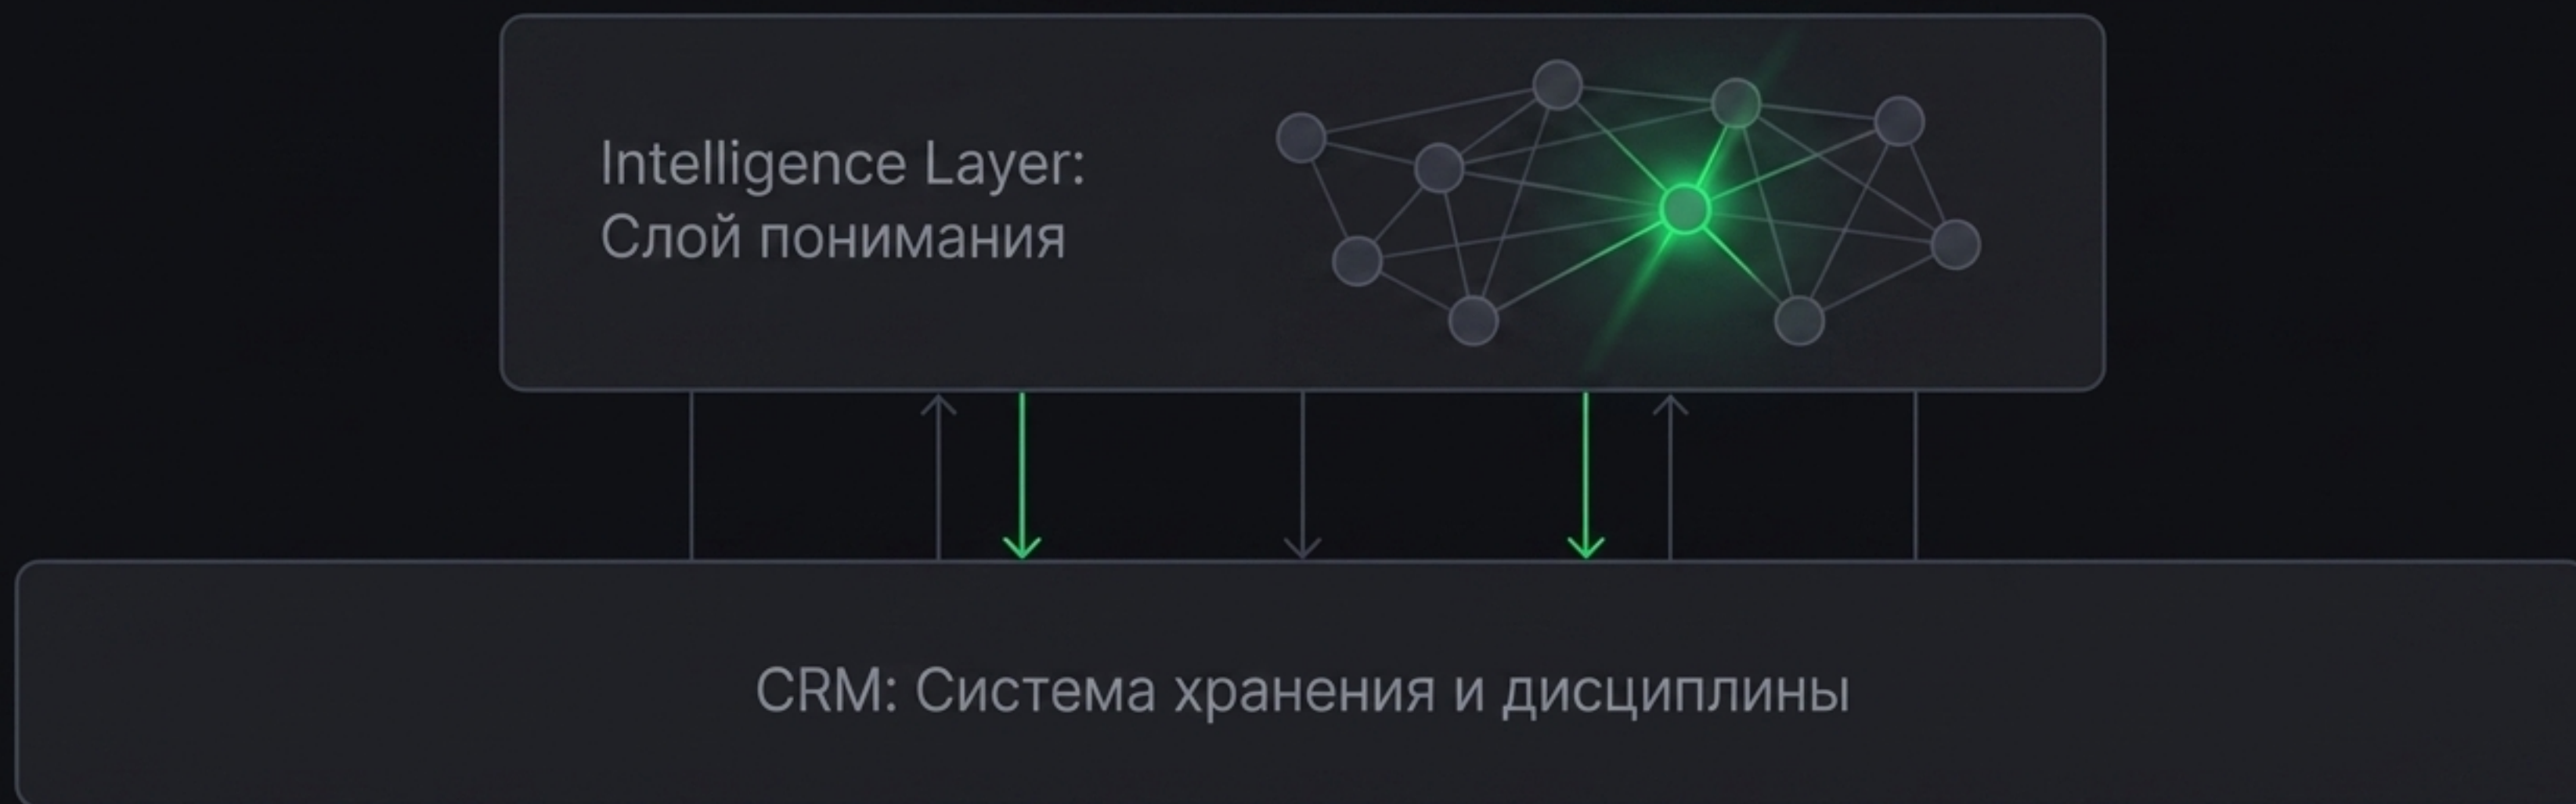 Intelligence Layer:
Слой понимания
CRM: Система хранения и дисциплины